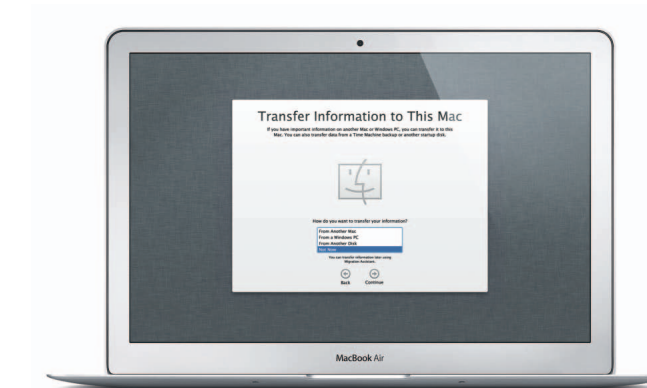 Transfer Information to This Mac
If you have important information on another Mac or Windows PC, you can transfer it to this
Mac. You can also transfer data from a Time Machine backup or another startup disk.
How do you want to transfer your information?
From Another Mac
From a Windows PC
From Another Disk
Not Now
You can transfer information later using
Migration Assistant.
Back Continue
MacBook Air